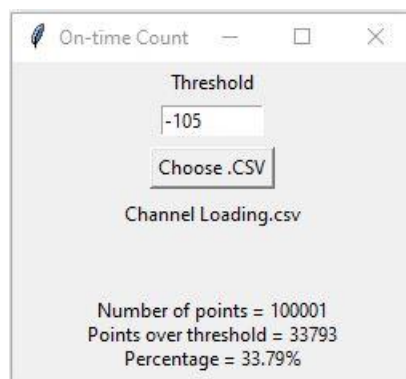 On-time Count
Threshold
-105
Choose .CSV
Channel Loading.csv
Number of points = 100001
Points over threshold = 33793
Percentage = 33.79%